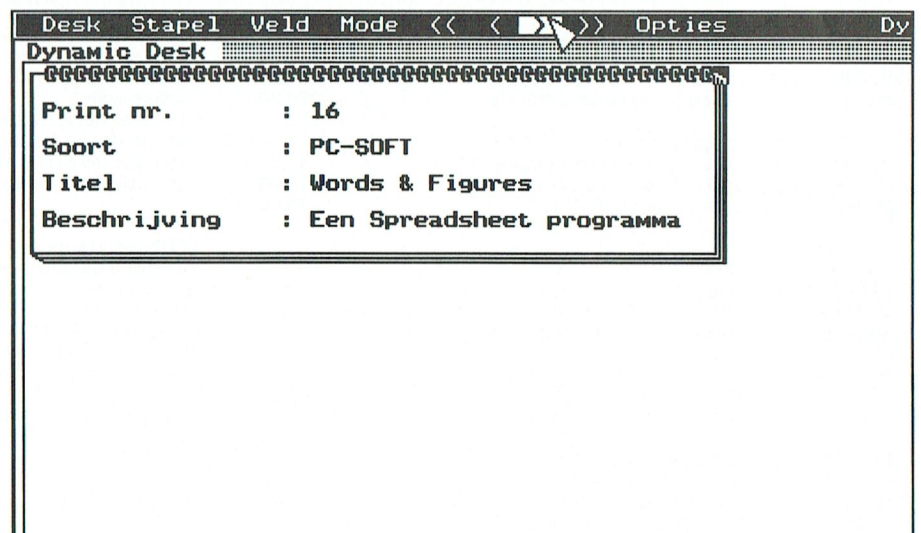 Desk Stapel Veld Mode << < > >> Opties Dy
Dynamic Desk
Print nr. : 16
Soort : PC-SOFT
Titel : Words & Figures
Beschrijving : Een Spreadsheet programma